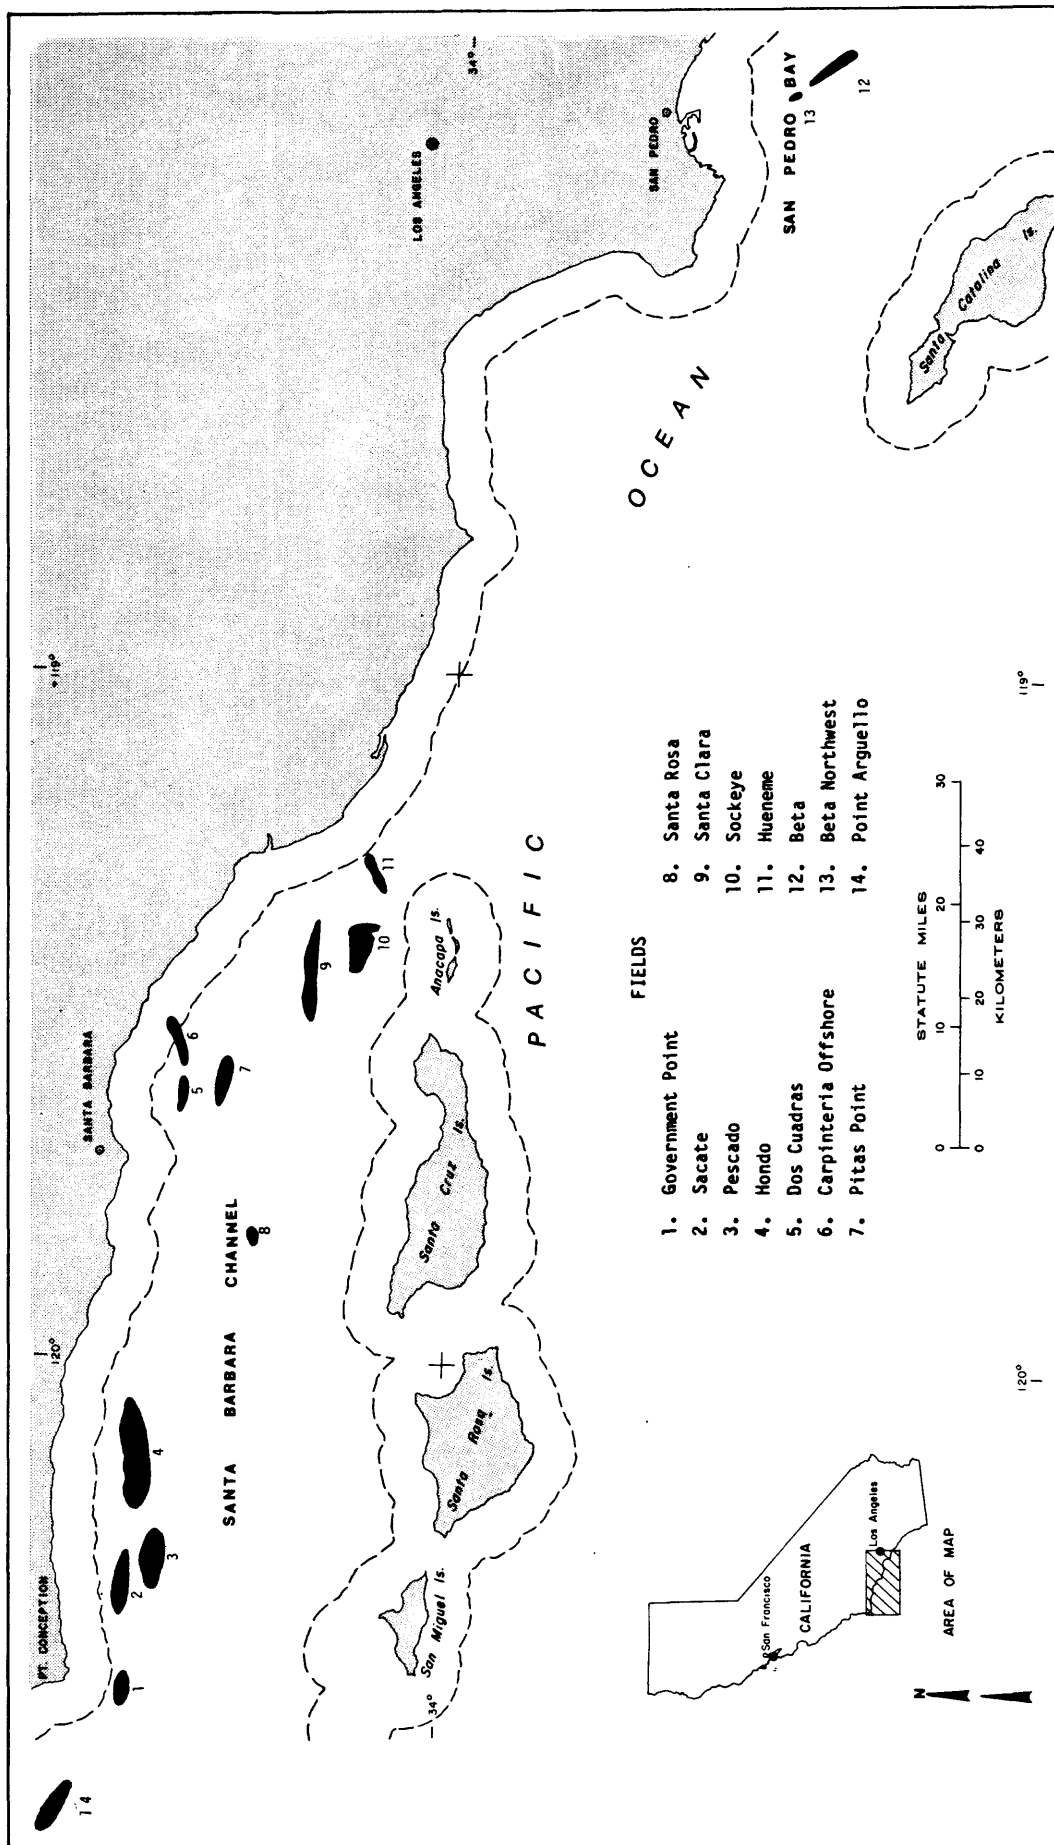 34°
PT. CONCEPTION
120°
SANTA BARBARA
119°
LOS ANGELES
SAN PEDRO
14
1
2
3
4
5
6
7
8
9
10
11
12
13
SANTA BARBARA CHANNEL
SAN PEDRO BAY
34°
San Miguel Is.
Santa Rosa Is.
Santa Cruz Is.
Anacapa Is.
Santa Catalina Is.
PACIFIC OCEAN
FIELDS
1. Government Point
2. Sacate
3. Pescado
4. Hondo
5. Dos Cuadras
6. Carpinteria Offshore
7. Pitas Point
8. Santa Rosa
9. Santa Clara
10. Sockeye
11. Hueneme
12. Beta
13. Beta Northwest
14. Point Arguello
San Francisco
CALIFORNIA
Los Angeles
AREA OF MAP
N
STATUTE MILES
0 10 20 30
0 10 20 30 40
KILOMETERS
120°
119°